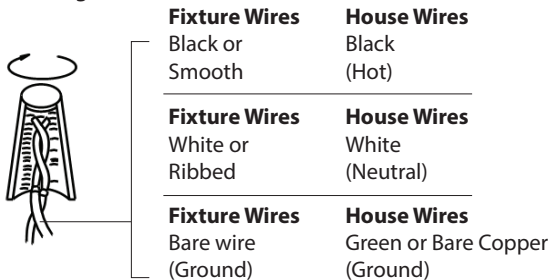 Fixture Wires House Wires
Black or Black
Smooth (Hot)
Fixture Wires House Wires
White or White
Ribbed (Neutral)
Fixture Wires House Wires
Bare wire Green or Bare Copper
(Ground) (Ground)